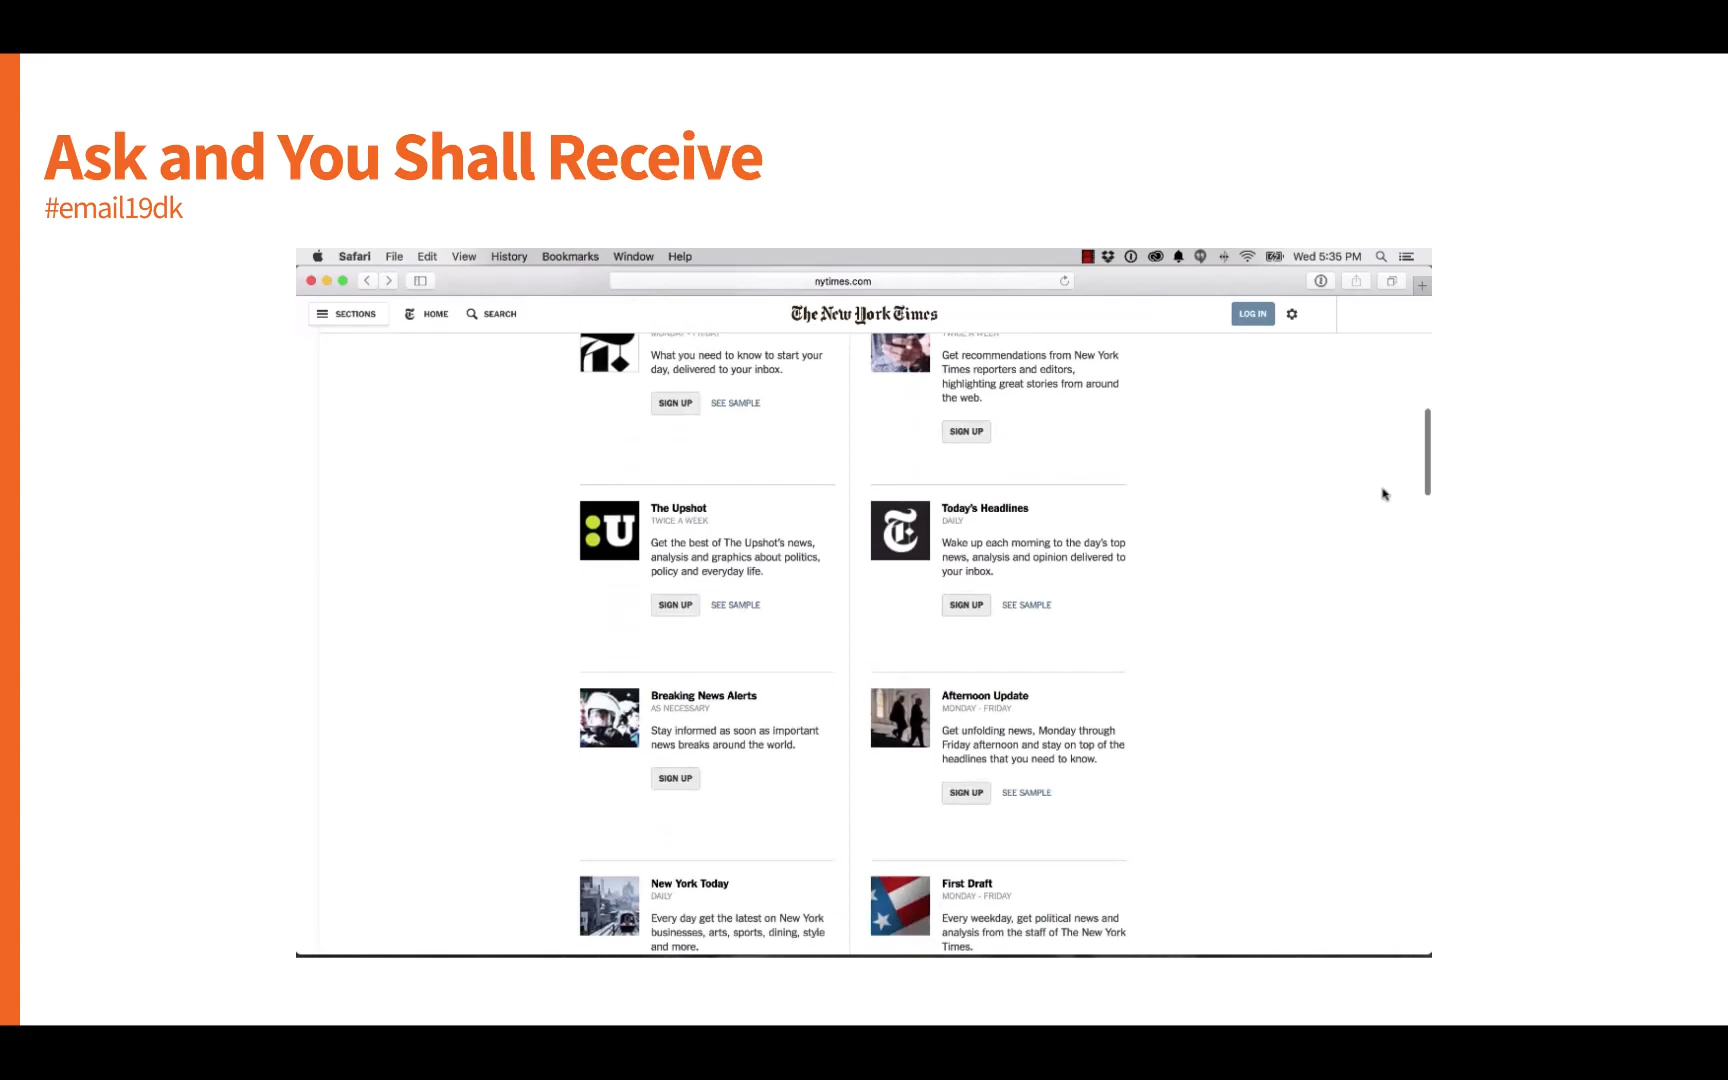 Ask and You Shall Receive
#email19dk
Safari File Edit View History Bookmarks Window Help
Wed 5:35 PM
nytimes.com
SECTIONS HOME SEARCH
The New York Times
LOG IN
MONDAY - FRIDAY
What you need to know to start your
day, delivered to your inbox.
SIGN UP SEE SAMPLE
TWICE A WEEK
Get recommendations from New York
Times reporters and editors,
highlighting great stories from around
the web.
SIGN UP
The Upshot
TWICE A WEEK
Get the best of The Upshot's news,
analysis and graphics about politics,
policy and everyday life.
SIGN UP SEE SAMPLE
Today's Headlines
DAILY
Wake up each morning to the day's top
news, analysis and opinion delivered to
your inbox.
SIGN UP SEE SAMPLE
Breaking News Alerts
AS NECESSARY
Stay informed as soon as important
news breaks around the world.
SIGN UP
Afternoon Update
MONDAY - FRIDAY
Get unfolding news, Monday through
Friday afternoon and stay on top of the
headlines that you need to know.
SIGN UP SEE SAMPLE
New York Today
DAILY
Every day get the latest on New York
businesses, arts, sports, dining, style
and more.
First Draft
MONDAY - FRIDAY
Every weekday, get political news and
analysis from the staff of The New York
Times.